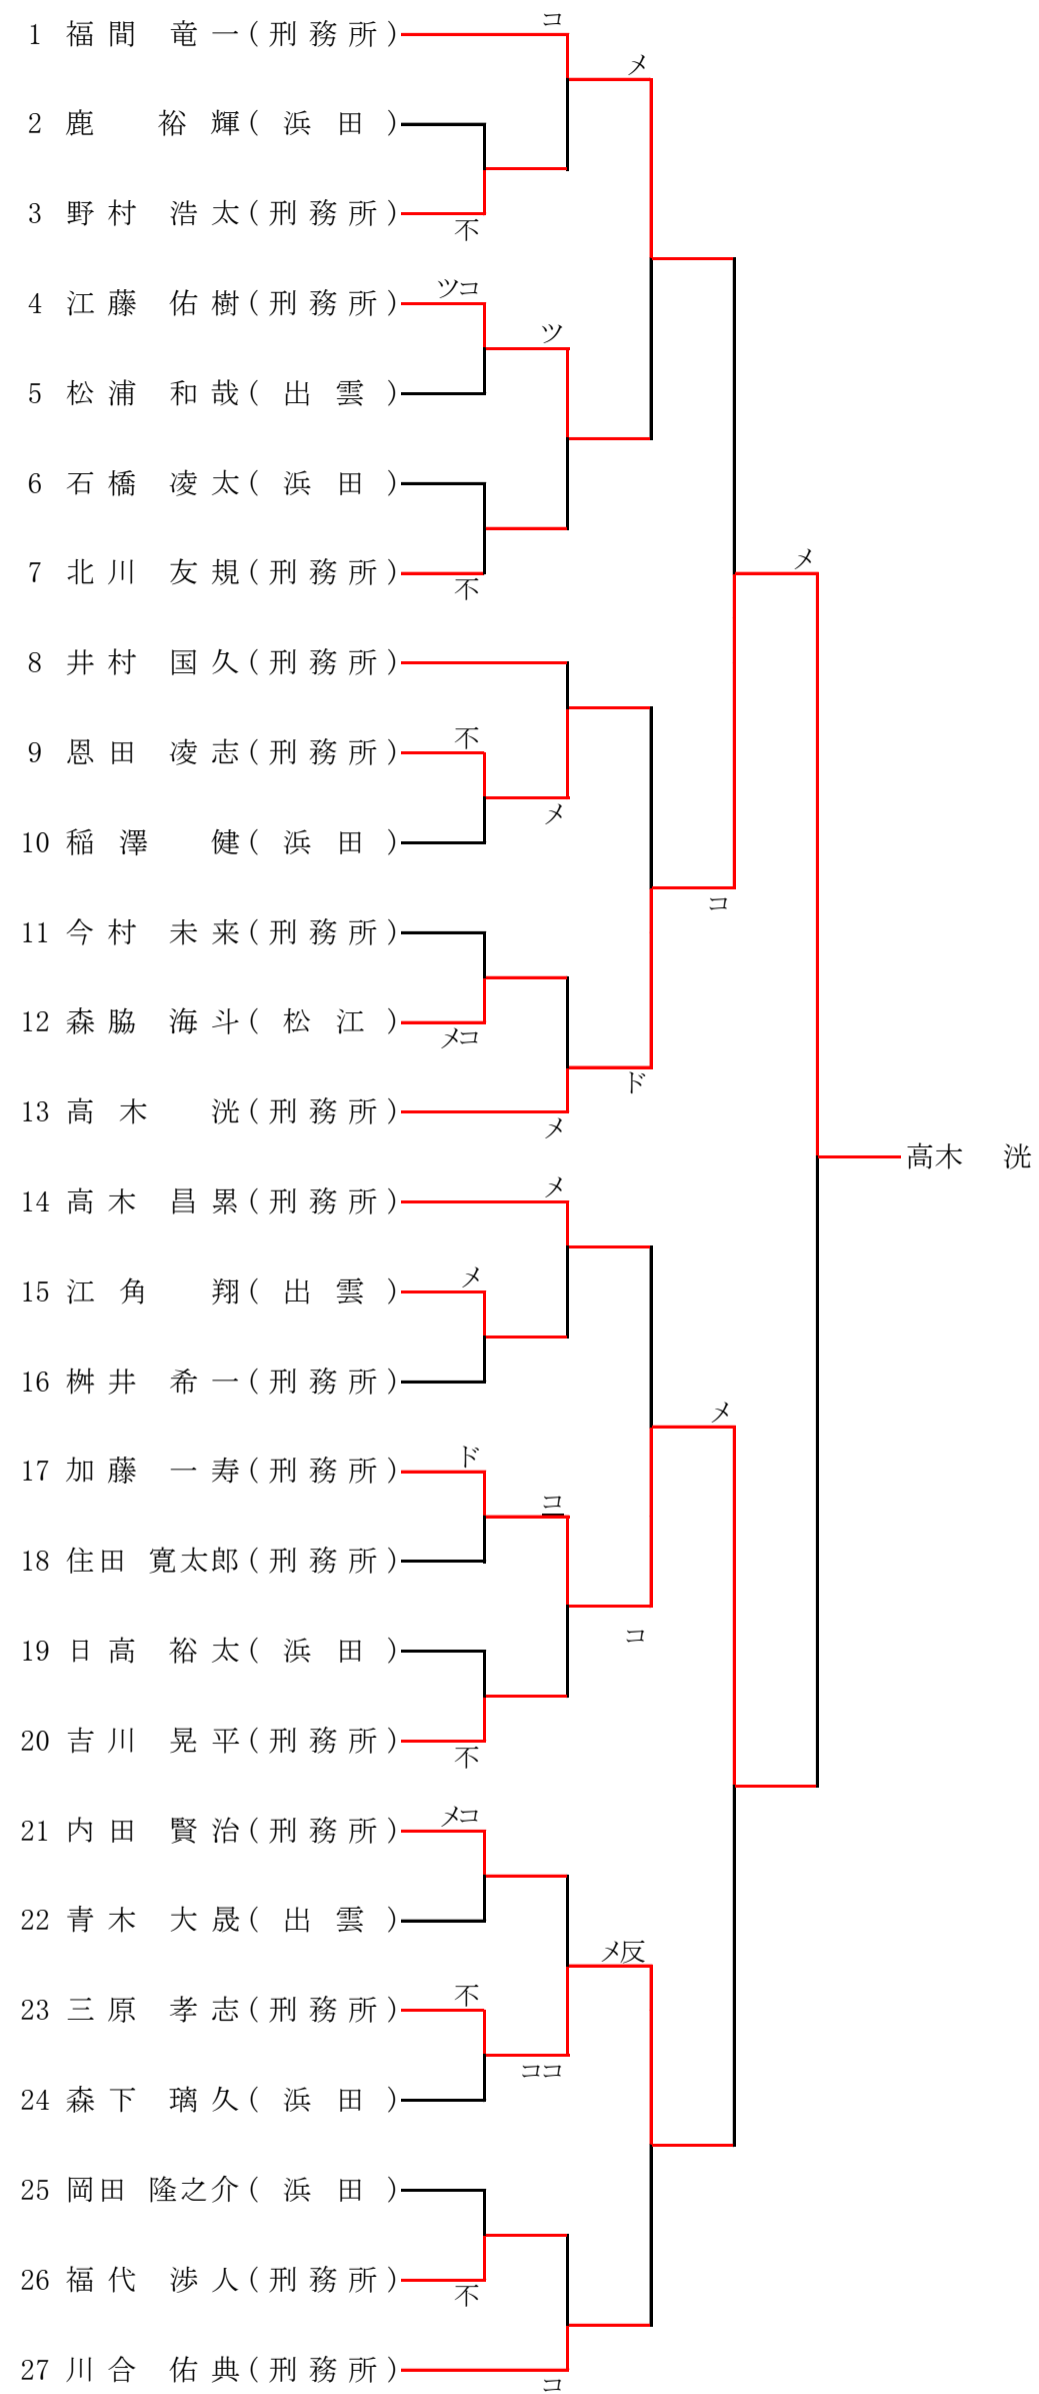 コ
1 福間 竜一(刑務所)
メ
2 鹿 裕輝(浜田)
3 野村 浩太(刑務所)
不
ツコ
4 江藤 佑樹(刑務所)
ツ
5 松浦 和哉(出雲)
6 石橋 凌太(浜田)
メ
7 北川 友規(刑務所)
不
8 井村 国久(刑務所)
不
9 恩田 凌志(刑務所)
メ
10 稲澤 健(浜田)
コ
11 今村 未来(刑務所)
12 森脇 海斗(松江)
メコ
ド
13 高木 洸(刑務所)
メ
高木 洸
メ
14 高木 昌累(刑務所)
メ
15 江角 翔(出雲)
16 桝井 希一(刑務所)
メ
ド
17 加藤 一寿(刑務所)
コ
18 住田 寛太郎(刑務所)
コ
19 日高 裕太(浜田)
20 吉川 晃平(刑務所)
不
メコ
21 内田 賢治(刑務所)
22 青木 大晟(出雲)
メ反
不
23 三原 孝志(刑務所)
ココ
24 森下 璃久(浜田)
25 岡田 隆之介(浜田)
26 福代 渉人(刑務所)
不
27 川合 佑典(刑務所)
コ